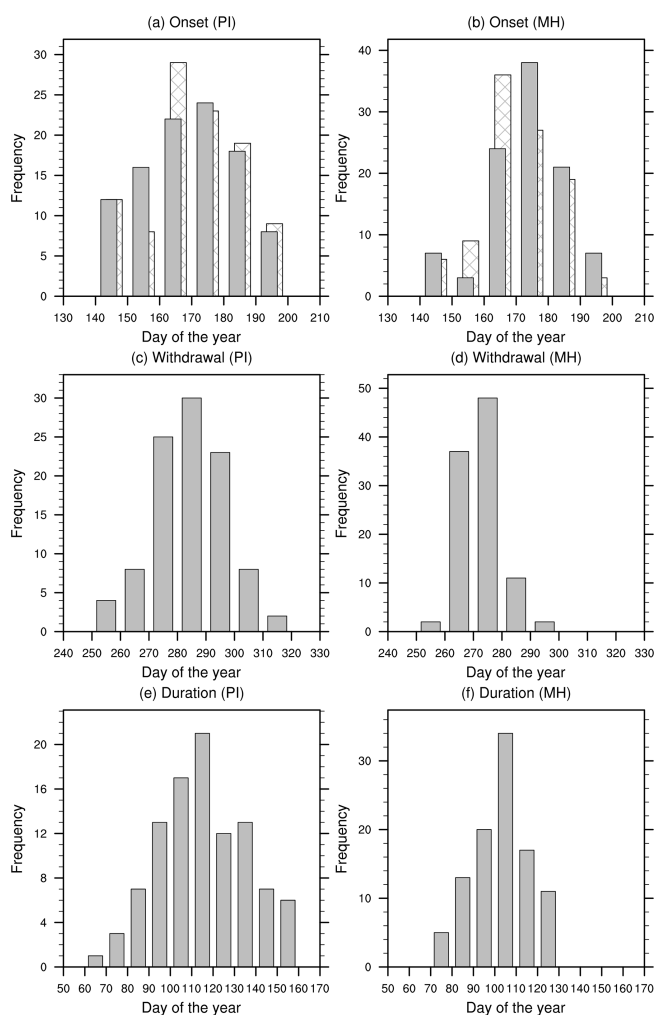 (a) Onset (PI)
(b) Onset (MH)
Frequency
30
25
20
15
10
5
0
130 140 150 160 170 180 190 200 210
Day of the year
Frequency
40
30
20
10
0
130 140 150 160 170 180 190 200 210
Day of the year
(c) Withdrawal (PI)
(d) Withdrawal (MH)
Frequency
30
25
20
15
10
5
0
240 250 260 270 280 290 300 310 320 330
Day of the year
Frequency
50
40
30
20
10
0
240 250 260 270 280 290 300 310 320 330
Day of the year
(e) Duration (PI)
(f) Duration (MH)
Frequency
20
16
12
8
4
0
50 60 70 80 90 100 110 120 130 140 150 160 170
Day of the year
Frequency
30
20
10
0
50 60 70 80 90 100 110 120 130 140 150 160 170
Day of the year